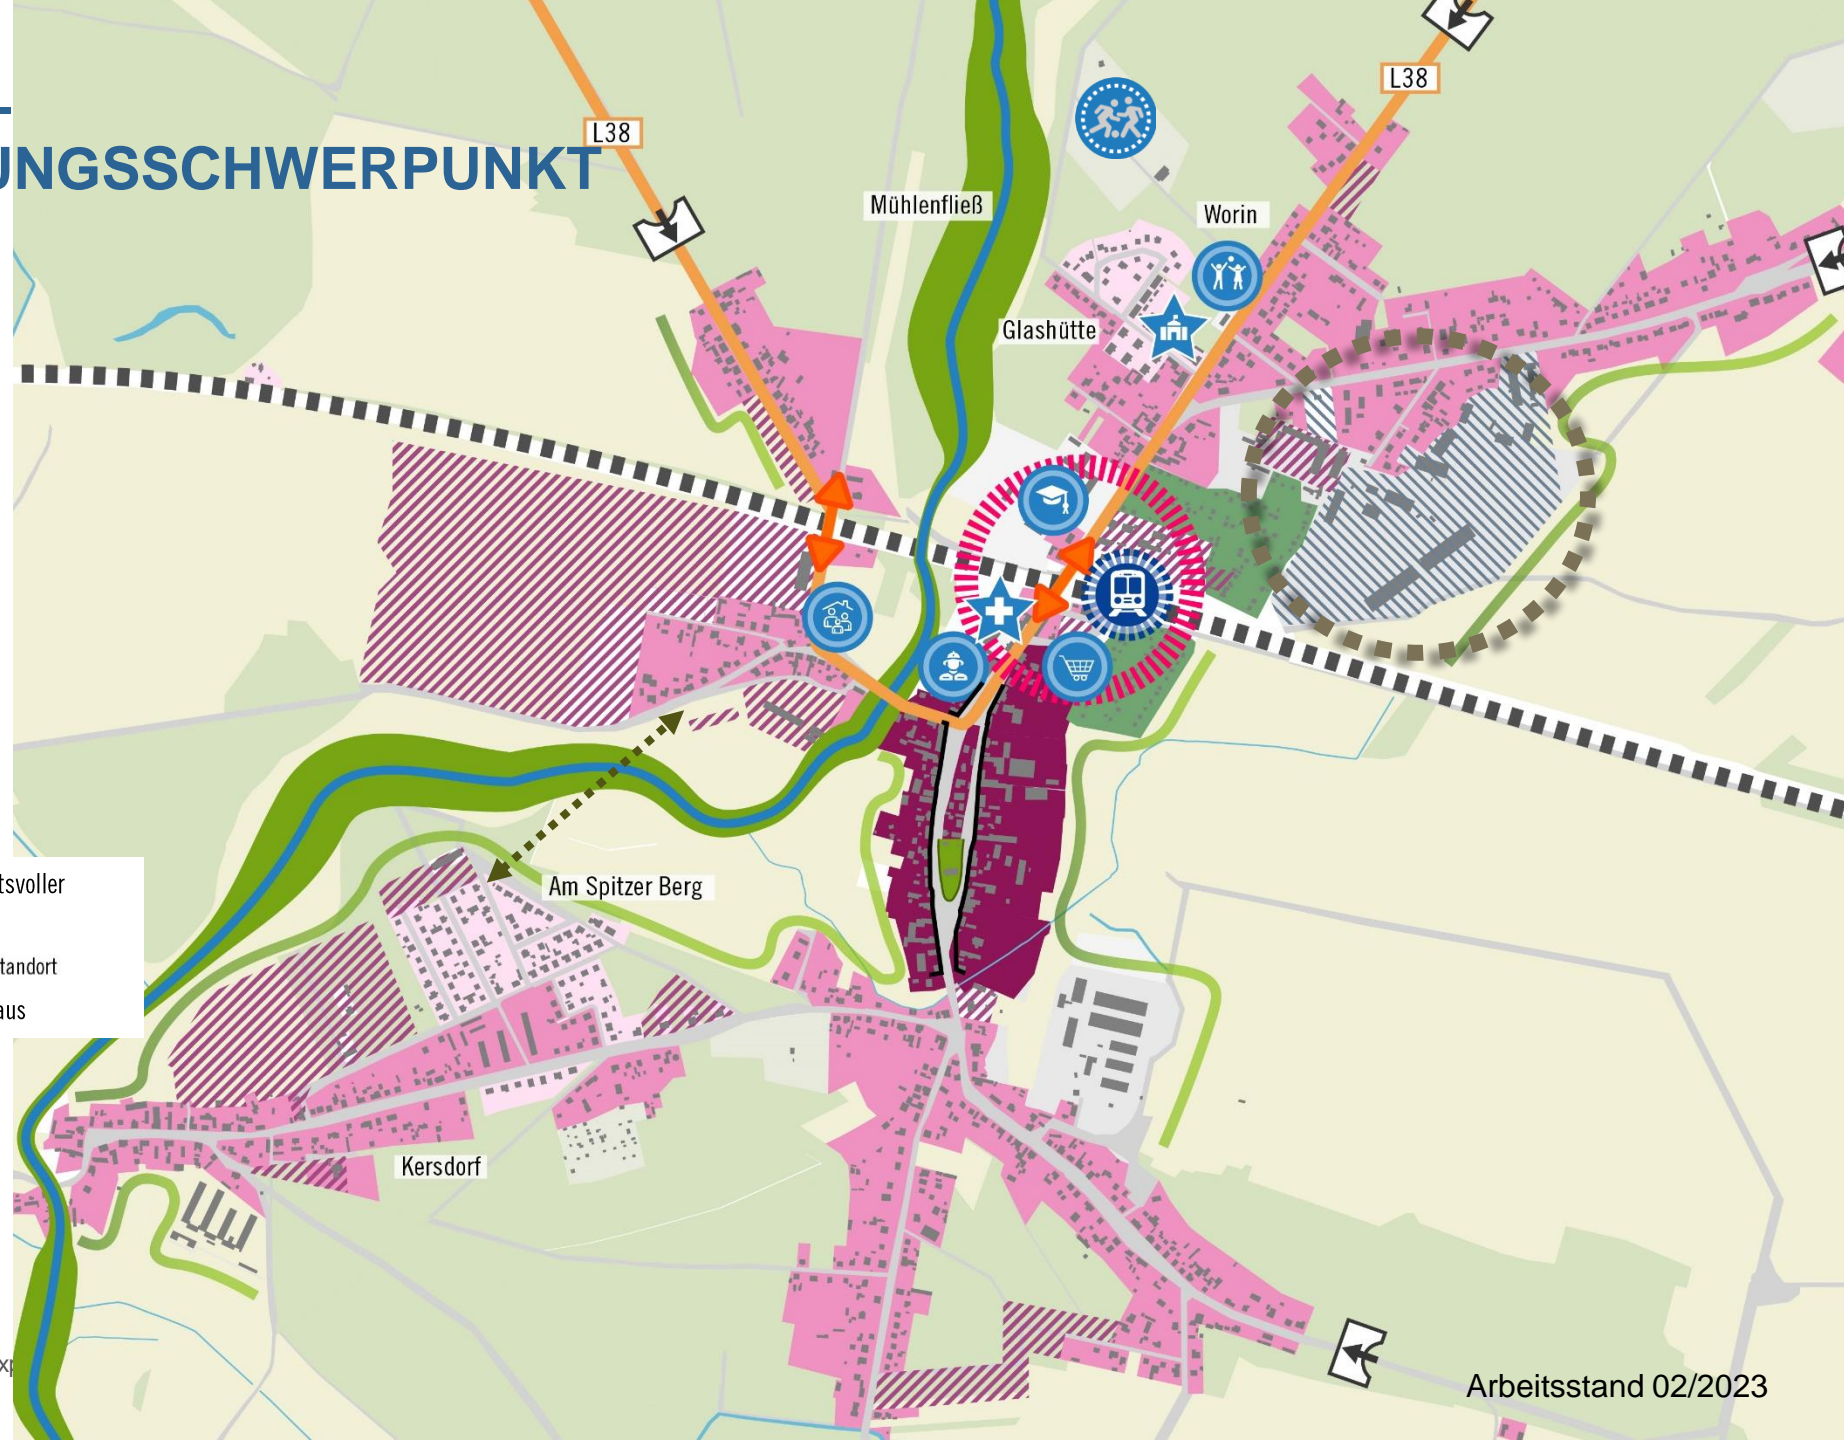 UNGSSCHWERPUNKT
L38
L38
Mühlenfließ
Worin
Glashütte
tsvoller
Am Spitzer Berg
tandort
aus
Kersdorf
Arbeitsstand 02/2023